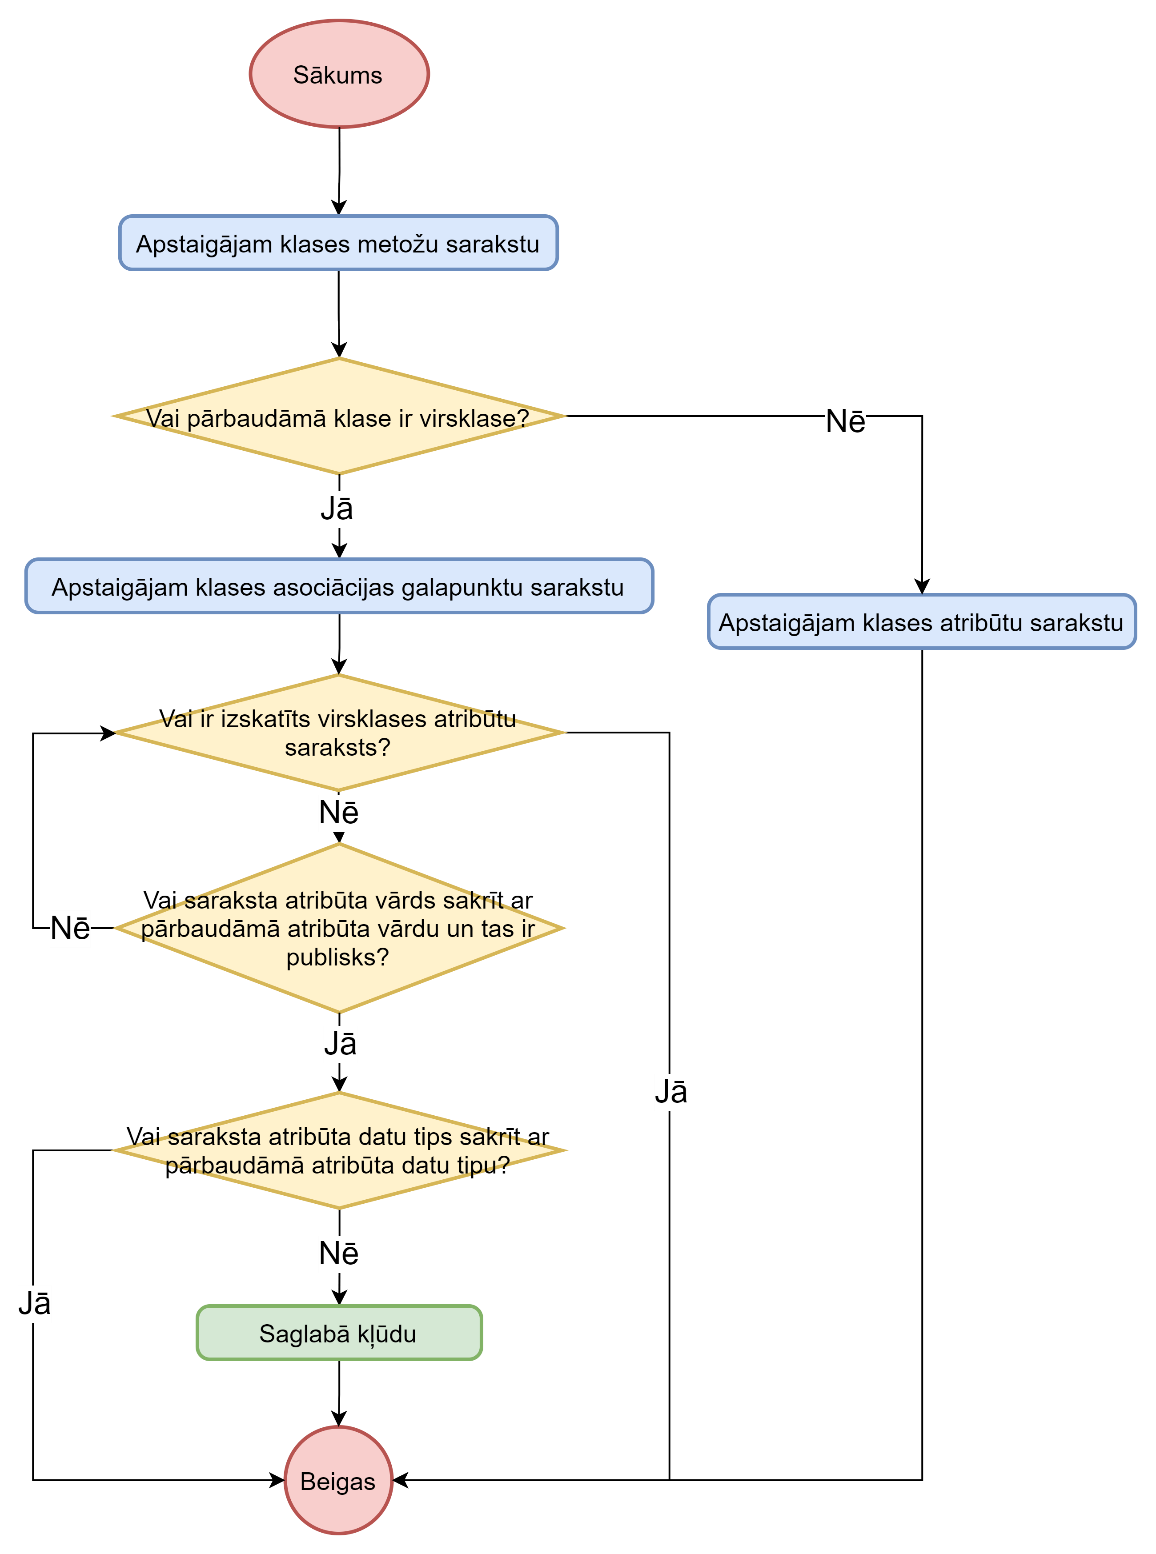 Sākums
Apstaigājam klases metožu sarakstu
Vai pārbaudāmā klase ir virsklase?
Nē
Jā
Apstaigājam klases asociācijas galapunktu sarakstu
Apstaigājam klases atribūtu sarakstu
Vai ir izskatīts virsklases atribūtu
saraksts?
Nē
Vai saraksta atribūta vārds sakrīt ar
pārbaudāmā atribūta vārdu un tas ir
publisks?
Nē
Jā
Jā
Vai saraksta atribūta datu tips sakrīt ar
pārbaudāmā atribūta datu tipu?
Nē
Jā
Saglabā kļūdu
Beigas